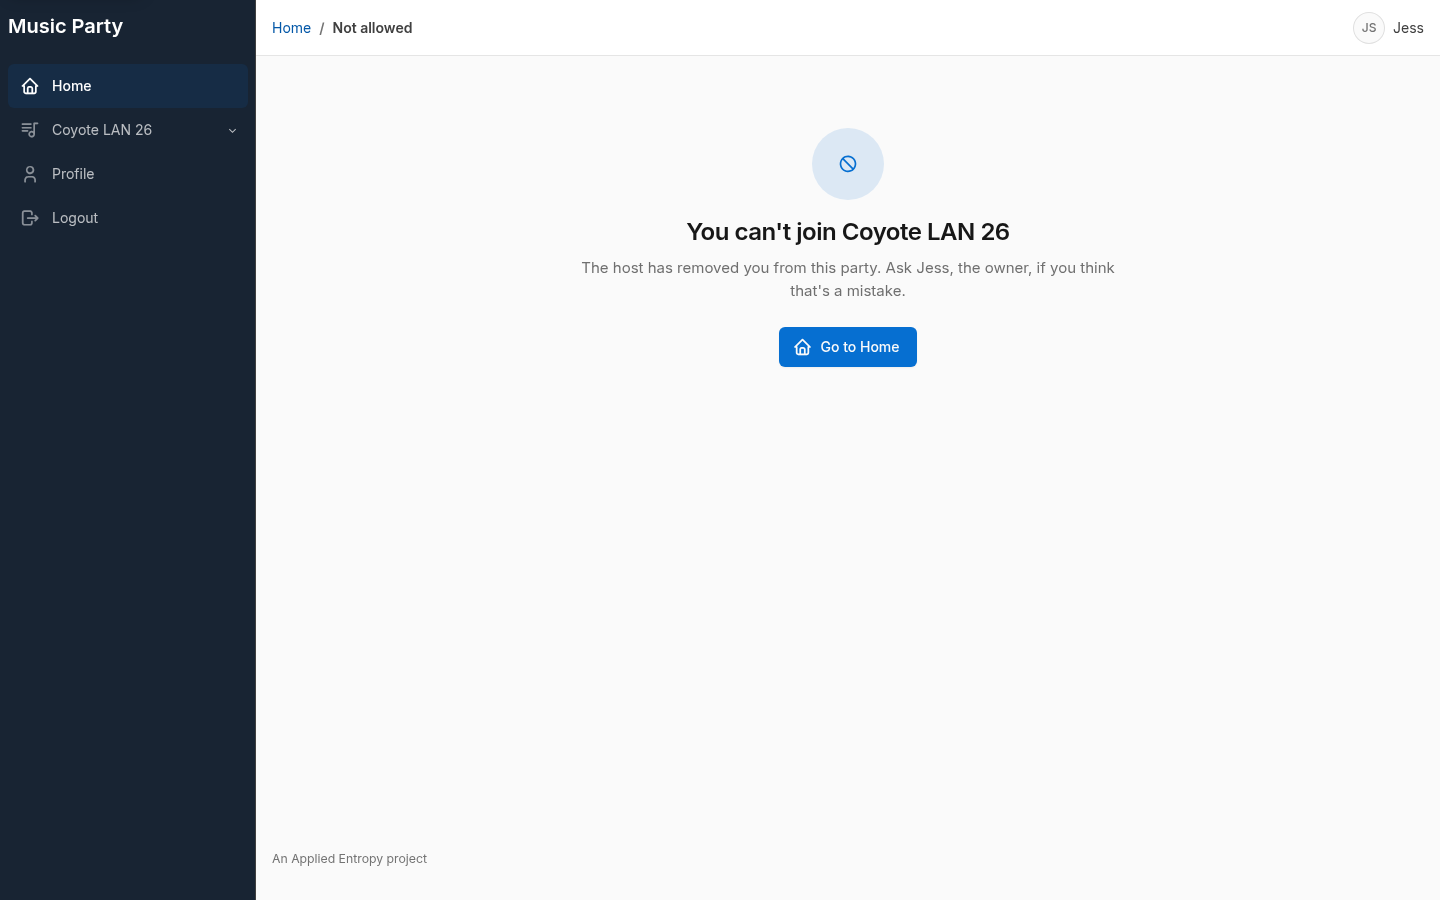 Music Party
Home
Coyote LAN 26
Profile
Logout
Home / Not allowed
JS Jess
You can't join Coyote LAN 26
The host has removed you from this party. Ask Jess, the owner, if you think
that's a mistake.
Go to Home
An Applied Entropy project